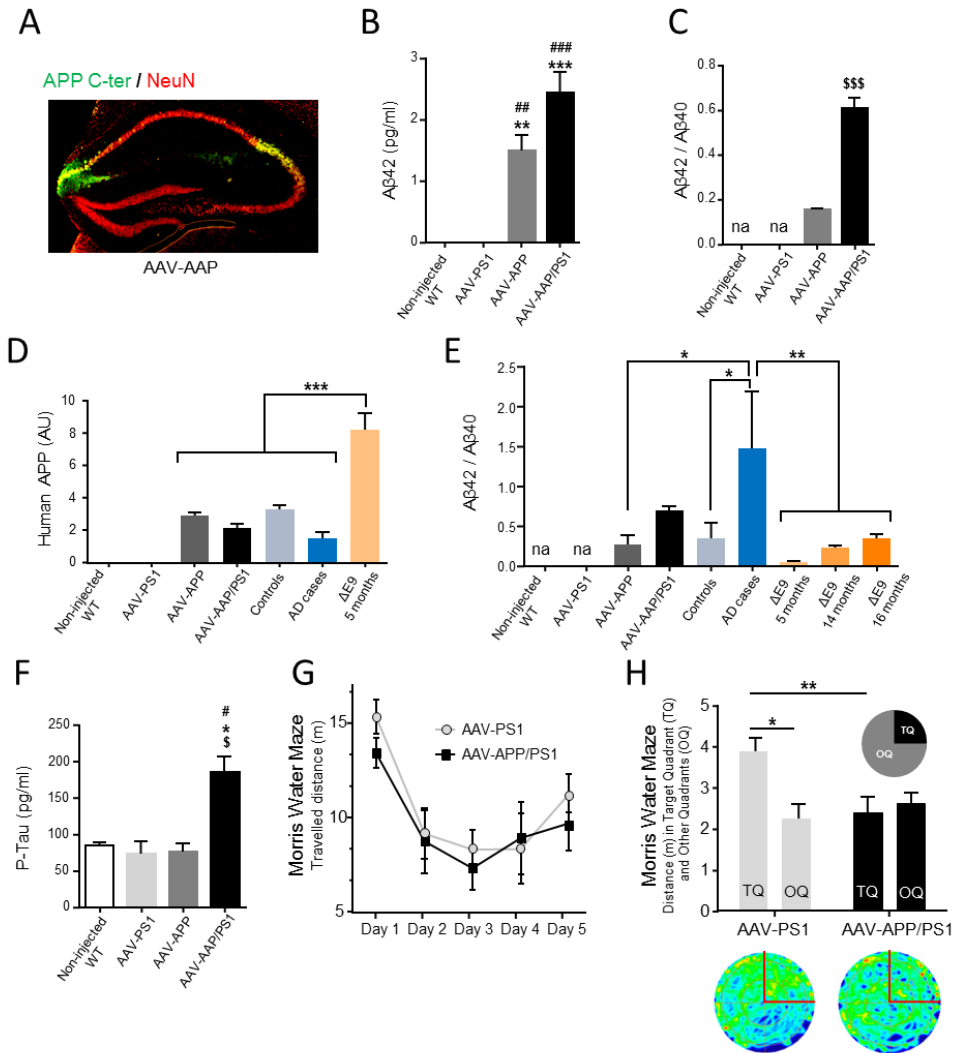 A
APP C-ter / NeuN
AAV-AAP
B
Aβ42 (pg/ml)
3
2
1
0
##
**
###
***
Non-injected
WT
AAV-PS1
AAV-APP
AAV-AAP/PS1
C
Aβ42 / Aβ40
0.8
0.6
0.4
0.2
0.0
na
na
$$$
Non-injected
WT
AAV-PS1
AAV-APP
AAV-AAP/PS1
D
Human APP (AU)
10
8
6
4
2
0
***
Non-injected
WT
AAV-PS1
AAV-APP
AAV-AAP/PS1
Controls
AD cases
ΔE9
5 months
E
Aβ42 / Aβ40
2.5
2.0
1.5
1.0
0.5
0.0
na
na
*
*
**
Non-injected
WT
AAV-PS1
AAV-APP
AAV-AAP/PS1
Controls
AD cases
ΔE9
5 months
ΔE9
14 months
ΔE9
16 months
F
P-Tau (pg/ml)
250
200
150
100
50
0
#
*
$
Non-injected
WT
AAV-PS1
AAV-APP
AAV-AAP/PS1
G
Morris Water Maze
Travelled distance (m)
15
10
5
AAV-PS1
AAV-APP/PS1
Day 1 Day 2 Day 3 Day 4 Day 5
H
Morris Water Maze
Distance (m) in Target Quadrant (TQ)
and Other Quadrants (OQ)
5
4
3
2
1
0
**
*
TQ
OQ
TQ OQ TQ OQ
AAV-PS1 AAV-APP/PS1